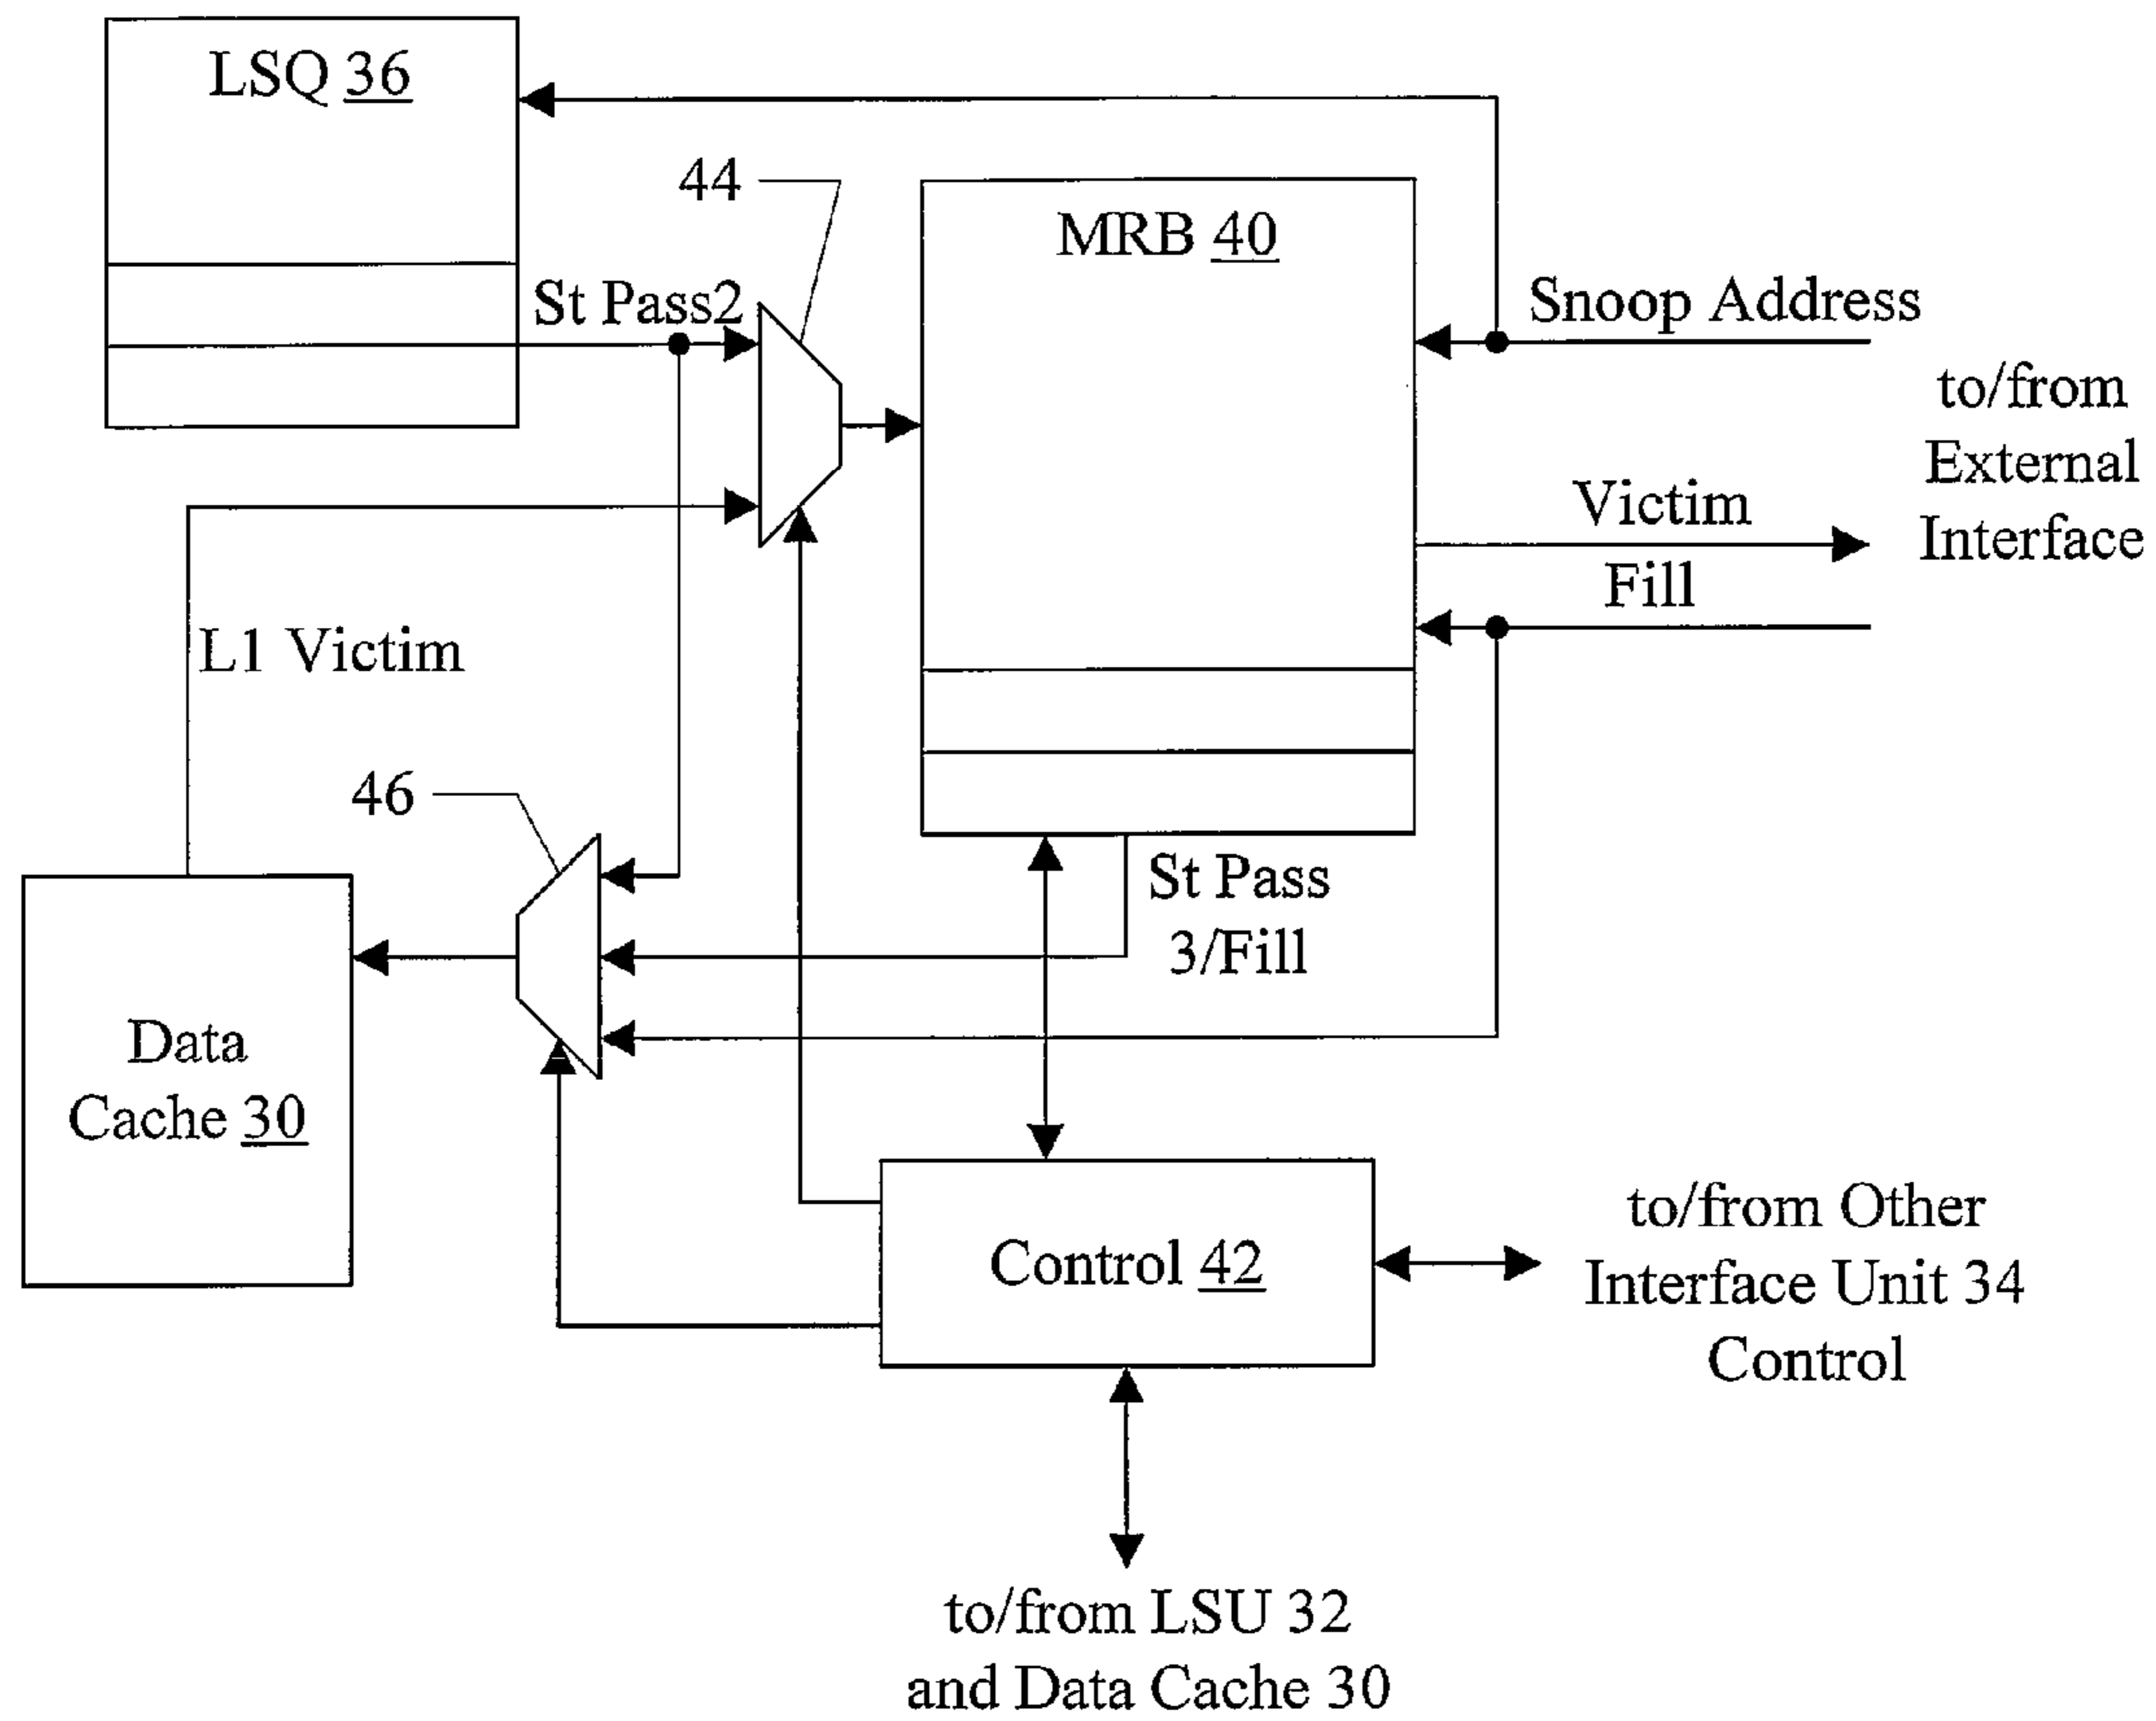 LSQ 36
44
MRB 40
St Pass2
Snoop Address
to/from
External
Interface
Victim
Fill
L1 Victim
46
St Pass
3/Fill
Data
Cache 30
Control 42
to/from Other
Interface Unit 34
Control
to/from LSU 32
and Data Cache 30